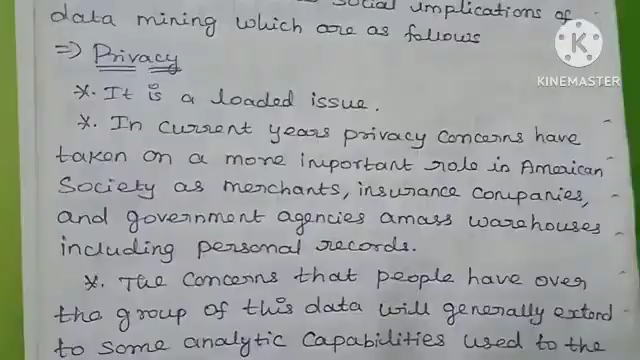 social implications of
data mining which are as follows
=> Privacy
*. It is a loaded issue.
*. In current years privacy concerns have
taken on a more important role in American
Society as merchants, insurance companies,
and government agencies amass warehouses
including personal records.
*. The concerns that people have over
the group of this data will generally extend
to some analytic capabilities used to the
KINEMASTER